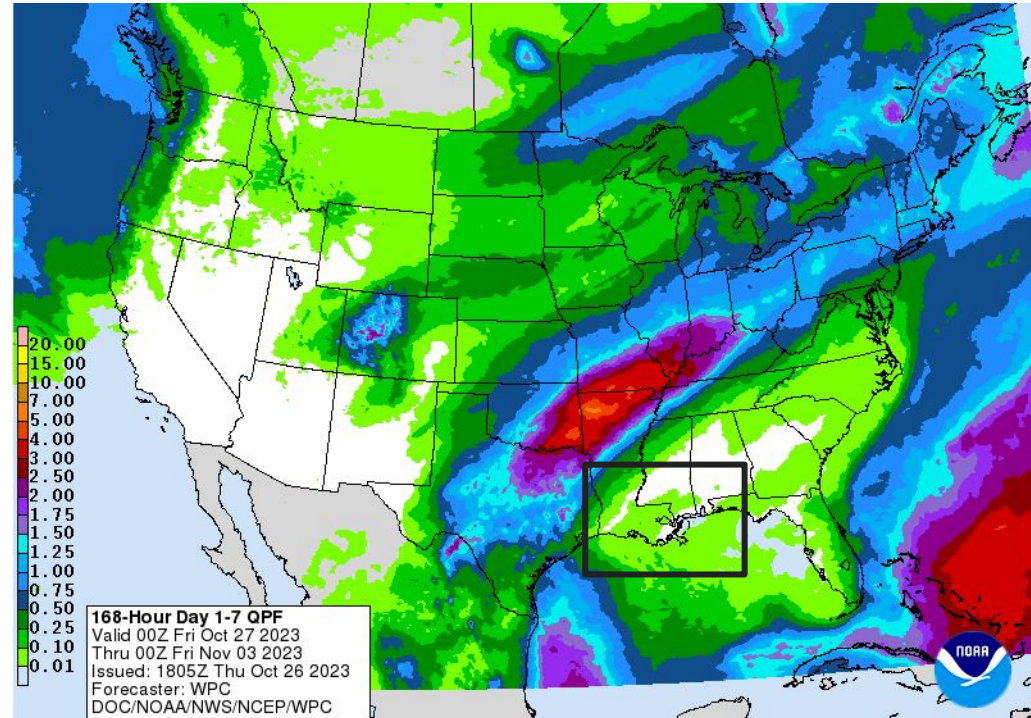 20.00
15.00
10.00
7.00
5.00
4.00
3.00
2.50
2.00
1.75
1.50
1.25
1.00
0.75
0.50
0.25
0.10
0.01
168-Hour Day 1-7 QPF
Valid 00Z Fri Oct 27 2023
Thru 00Z Fri Nov 03 2023
Issued: 1805Z Thu Oct 26 2023
Forecaster: WPC
DOC/NOAA/NWS/NCEP/WPC
NOAA